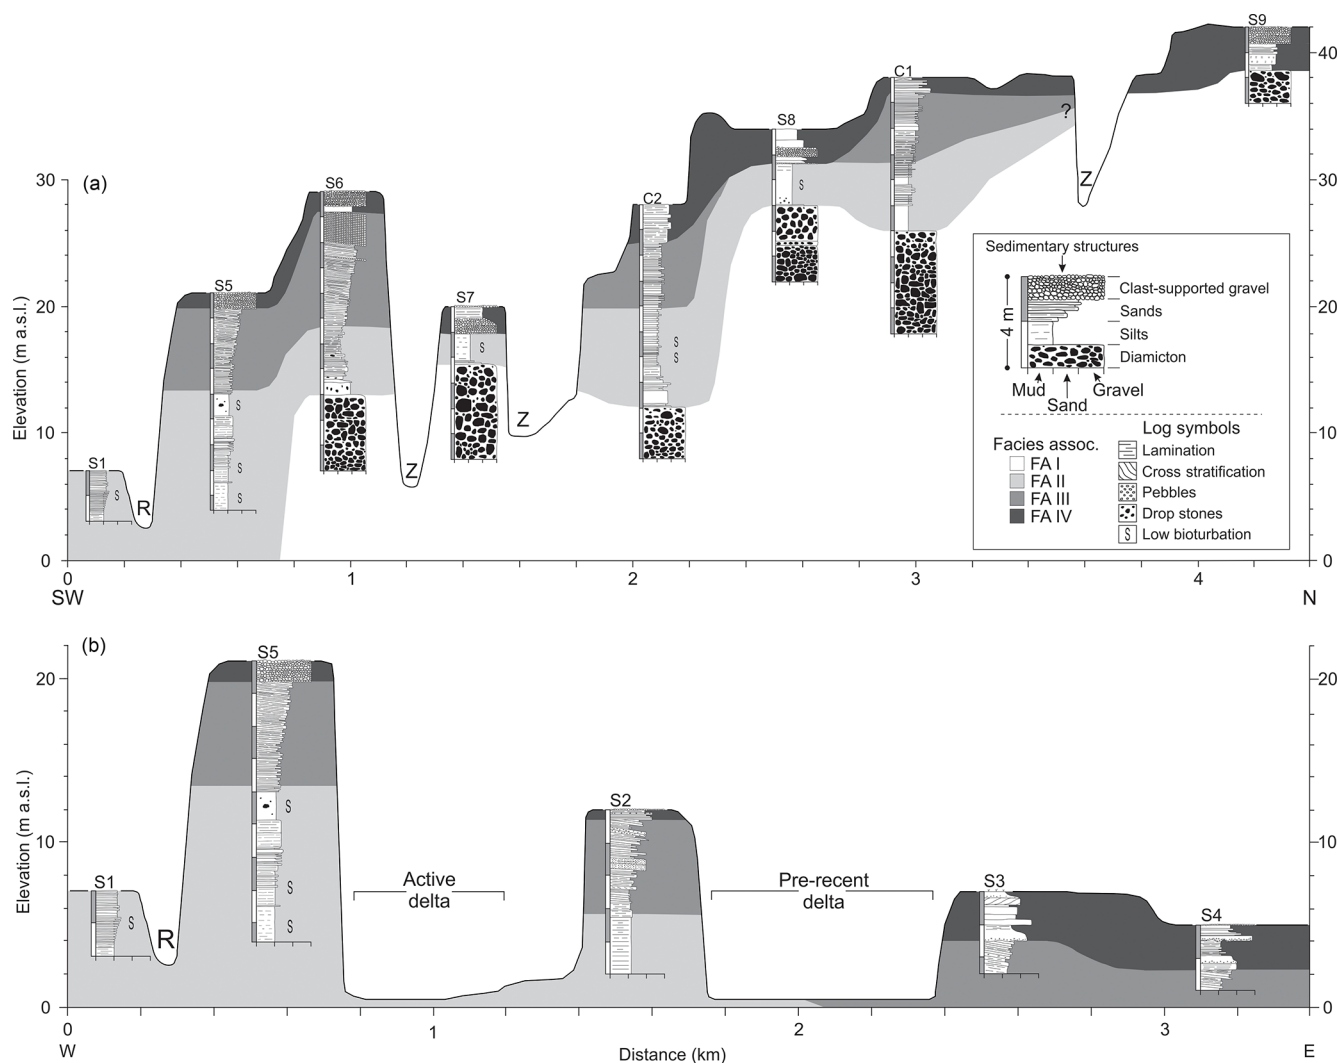 (a)
Elevation (m a.s.l.)
30
20
10
0
40
30
20
10
0
S1
R
S5
S6
Z
S7
Z
C2
S8
C1
?
Z
S9
S
S
S
S
S
S
S
S
Sedimentary structures
4 m
Clast-supported gravel
Sands
Silts
Diamicton
Mud
Sand
Gravel
Facies assoc.
FA I
FA II
FA III
FA IV
Log symbols
Lamination
Cross stratification
Pebbles
Drop stones
S Low bioturbation
0 1 2 3 4
SW N
(b)
Elevation (m a.s.l.)
20
10
0
20
10
0
S1
S
R
S5
S
S
S
Active
delta
S2
Pre-recent
delta
S3
S4
0 1 2 3
W Distance (km) E